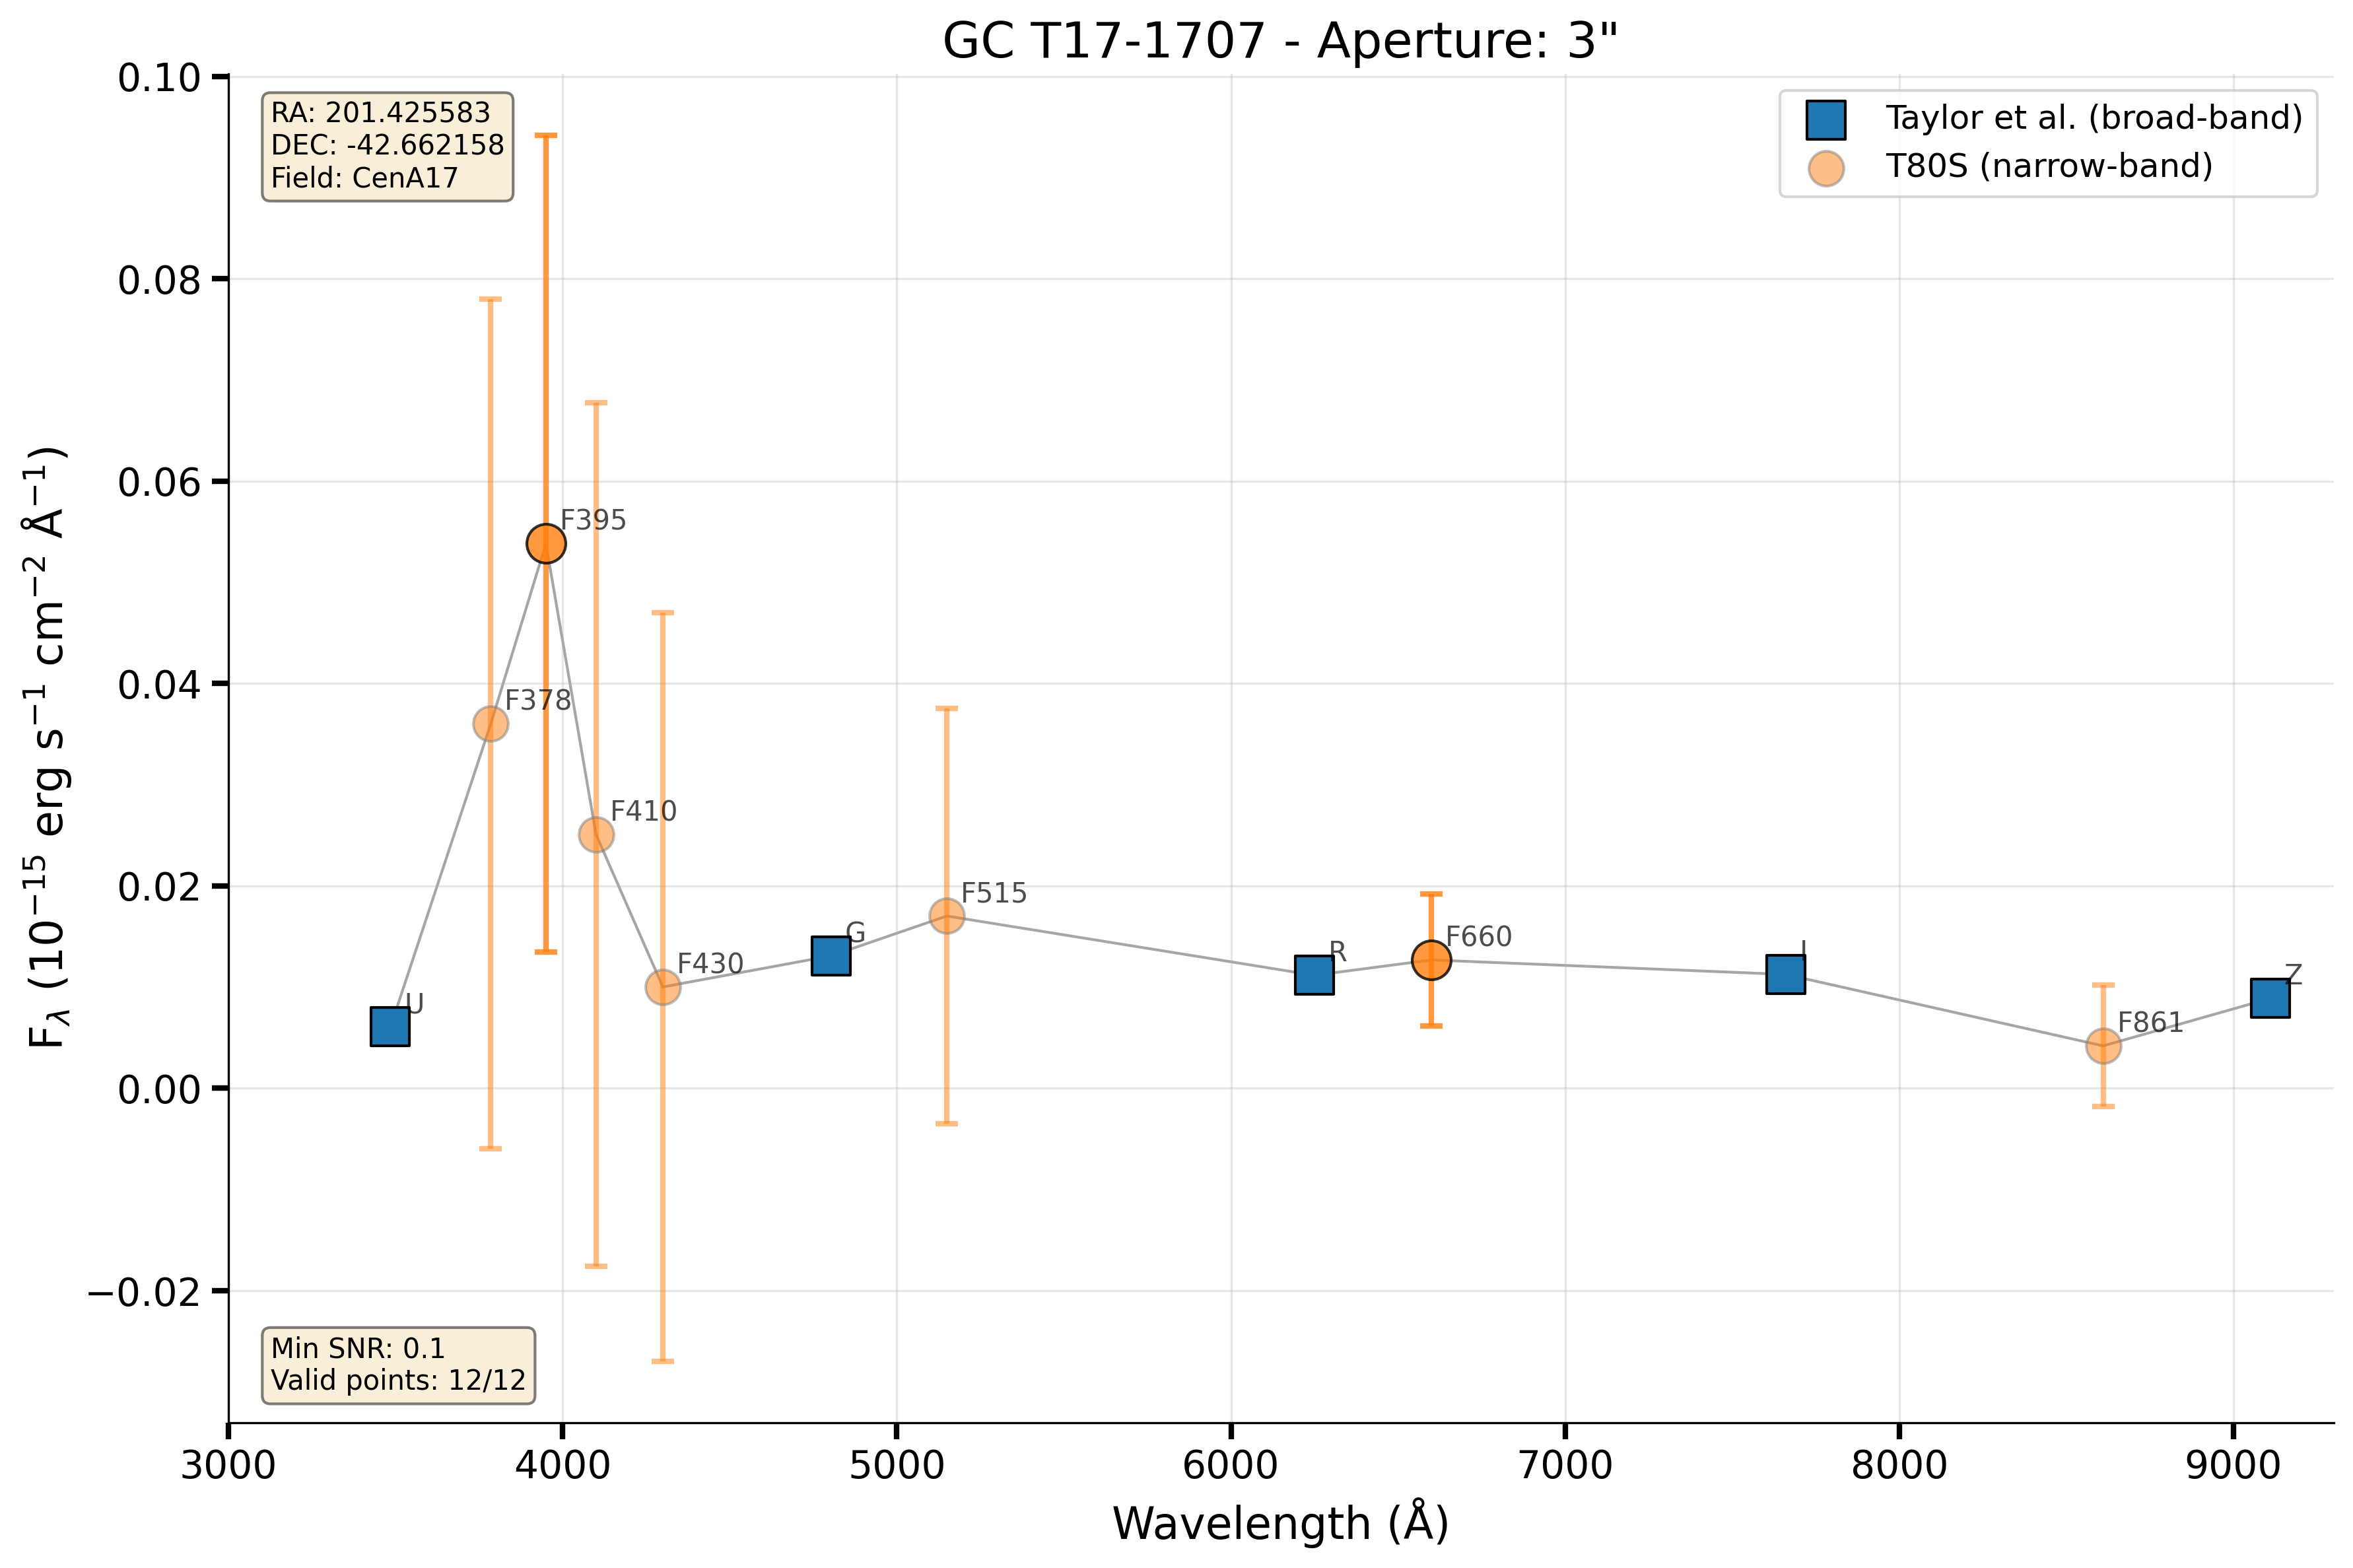 GC T17-1707 - Aperture: 3"
RA: 201.425583
DEC: -42.662158
Field: CenA17
Taylor et al. (broad-band)
T80S (narrow-band)
0.10
0.08
0.06
0.04
0.02
0.00
−0.02
F_λ (10⁻¹⁵ erg s⁻¹ cm⁻² Å⁻¹)
U
F378
F395
F410
F430
G
F515
R
F660
I
F861
Z
Min SNR: 0.1
Valid points: 12/12
3000
4000
5000
6000
7000
8000
9000
Wavelength (Å)